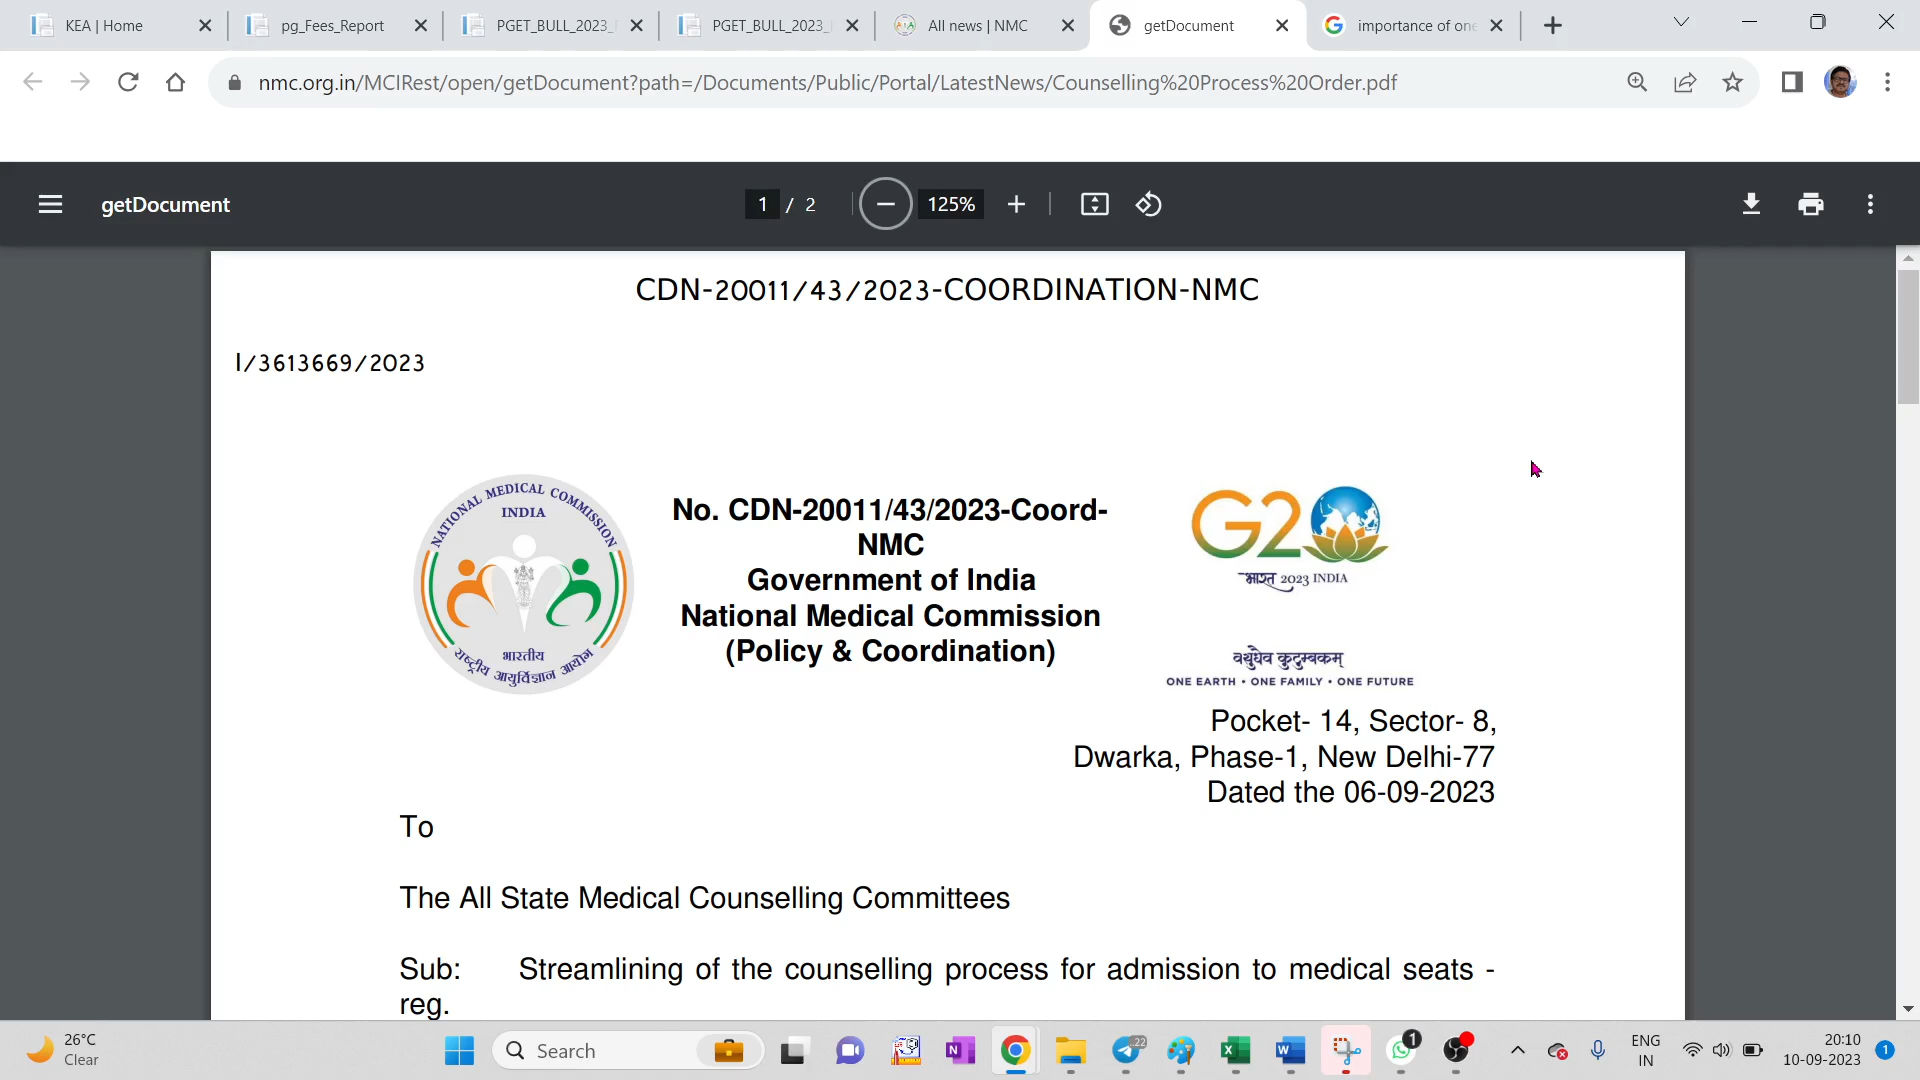 KEA | Home
pg_Fees_Report
PGET_BULL_2023_
PGET_BULL_2023_
All news | NMC
getDocument
importance of one
nmc.org.in/MCIRest/open/getDocument?path=/Documents/Public/Portal/LatestNews/Counselling%20Process%20Order.pdf
getDocument
1 / 2
125%
CDN-20011/43/2023-COORDINATION-NMC
I/3613669/2023
NATIONAL MEDICAL COMMISSION
INDIA
भारतीय
राष्ट्रीय आयुर्विज्ञान आयोग
No. CDN-20011/43/2023-Coord-
NMC
Government of India
National Medical Commission
(Policy & Coordination)
G20
भारत 2023 INDIA
वसुधैव कुटुम्बकम्
ONE EARTH • ONE FAMILY • ONE FUTURE
Pocket- 14, Sector- 8,
Dwarka, Phase-1, New Delhi-77
Dated the 06-09-2023
To
The All State Medical Counselling Committees
Sub: Streamlining of the counselling process for admission to medical seats -
reg.
26°C
Clear
Search
22
1
ENG
IN
20:10
10-09-2023
1